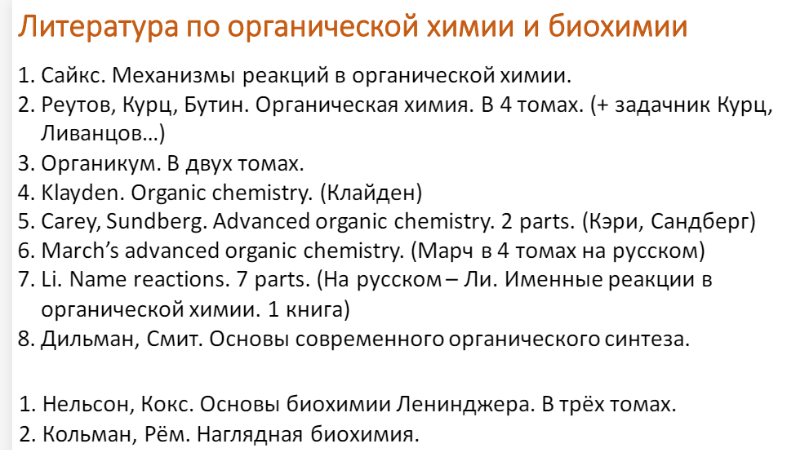 Литература по органической химии и биохимии
1. Сайкс. Механизмы реакций в органической химии.
2. Реутов, Курц, Бутин. Органическая химия. В 4 томах. (+ задачник Курц,
Ливанцов…)
3. Органикум. В двух томах.
4. Klayden. Organic chemistry. (Клайден)
5. Carey, Sundberg. Advanced organic chemistry. 2 parts. (Кэри, Сандберг)
6. March’s advanced organic chemistry. (Марч в 4 томах на русском)
7. Li. Name reactions. 7 parts. (На русском – Ли. Именные реакции в
органической химии. 1 книга)
8. Дильман, Смит. Основы современного органического синтеза.
1. Нельсон, Кокс. Основы биохимии Ленинджера. В трёх томах.
2. Кольман, Рём. Наглядная биохимия.